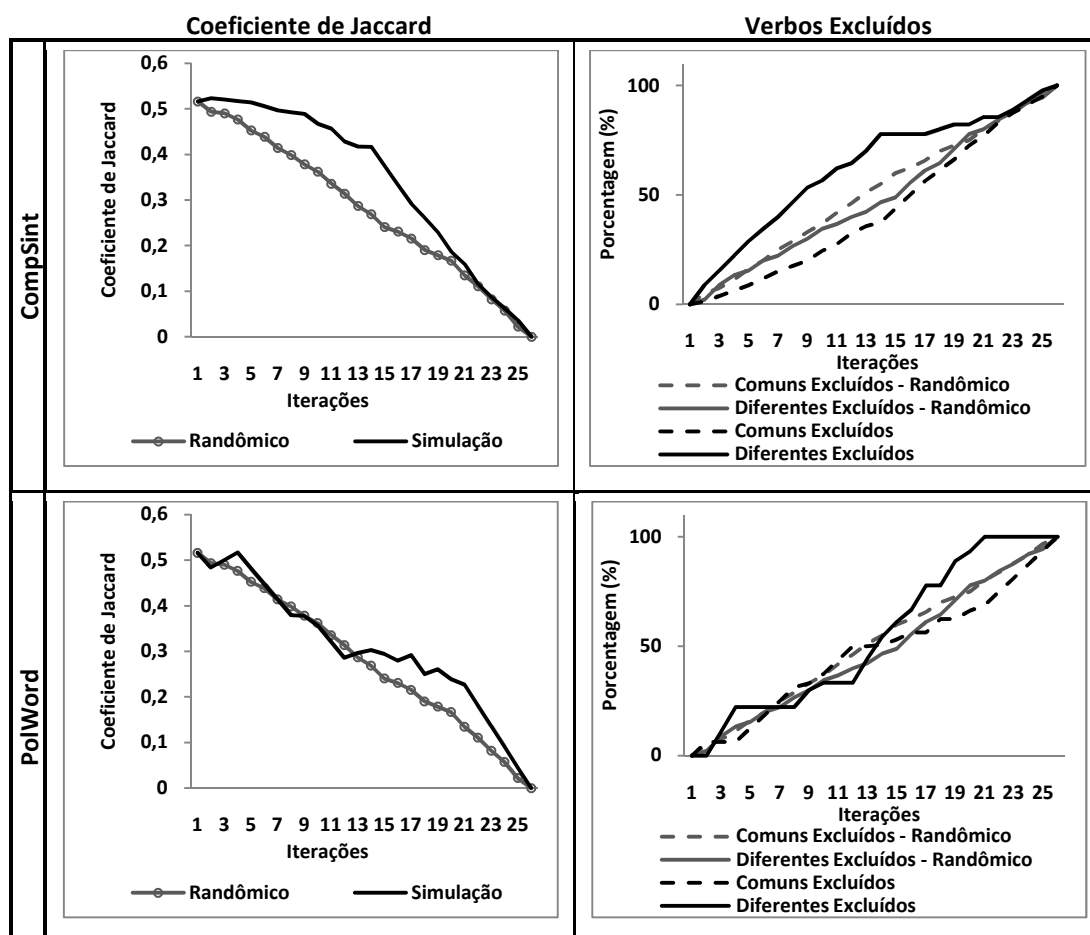 Coeficiente de Jaccard
Verbos Excluídos
CompSint
Coeficiente de Jaccard
0,6
0,5
0,4
0,3
0,2
0,1
0
1 3 5 7 9 11 13 15 17 19 21 23 25
Iterações
Randômico Simulação
Porcentagem (%)
100
50
0
1 3 5 7 9 11 13 15 17 19 21 23 25
Iterações
Comuns Excluídos - Randômico
Diferentes Excluídos - Randômico
Comuns Excluídos
Diferentes Excluídos
PolWord
Coeficiente de Jaccard
0,6
0,5
0,4
0,3
0,2
0,1
0
1 3 5 7 9 11 13 15 17 19 21 23 25
Iterações
Randômico Simulação
Porcentagem (%)
100
50
0
1 3 5 7 9 11 13 15 17 19 21 23 25
Iterações
Comuns Excluídos - Randômico
Diferentes Excluídos - Randômico
Comuns Excluídos
Diferentes Excluídos